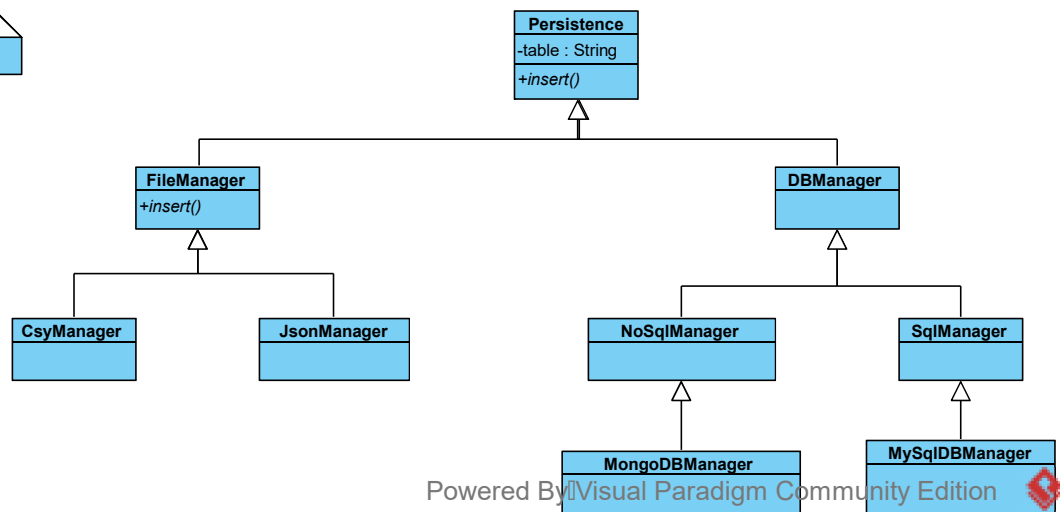 Persistence
-table : String
+insert()
FileManager
+insert()
DBManager
CsyManager
JsonManager
NoSqlManager
SqlManager
MongoDBManager
MySqlDBManager
Powered By Visual Paradigm Community Edition